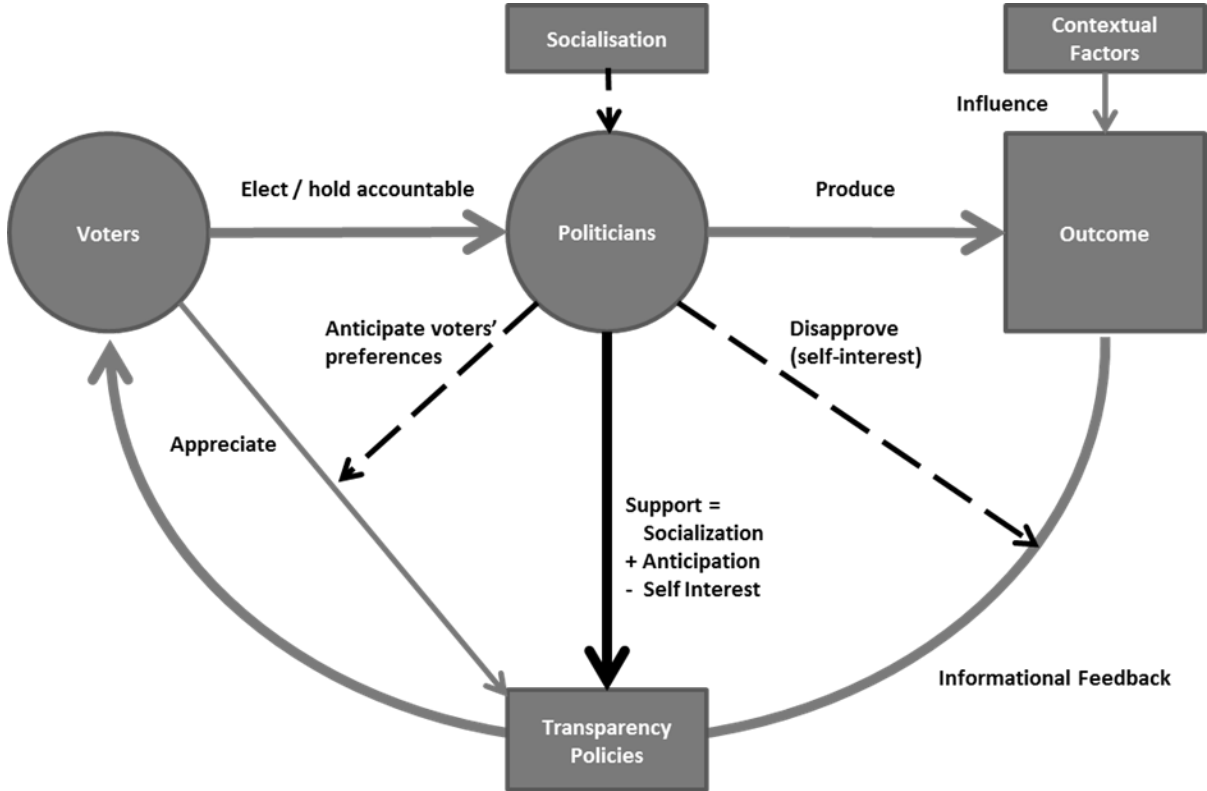 Socialisation
Contextual
Factors
Influence
Elect / hold accountable
Produce
Voters
Politicians
Outcome
Anticipate voters'
preferences
Disapprove
(self-interest)
Appreciate
Support =
Socialization
+ Anticipation
- Self Interest
Informational Feedback
Transparency
Policies